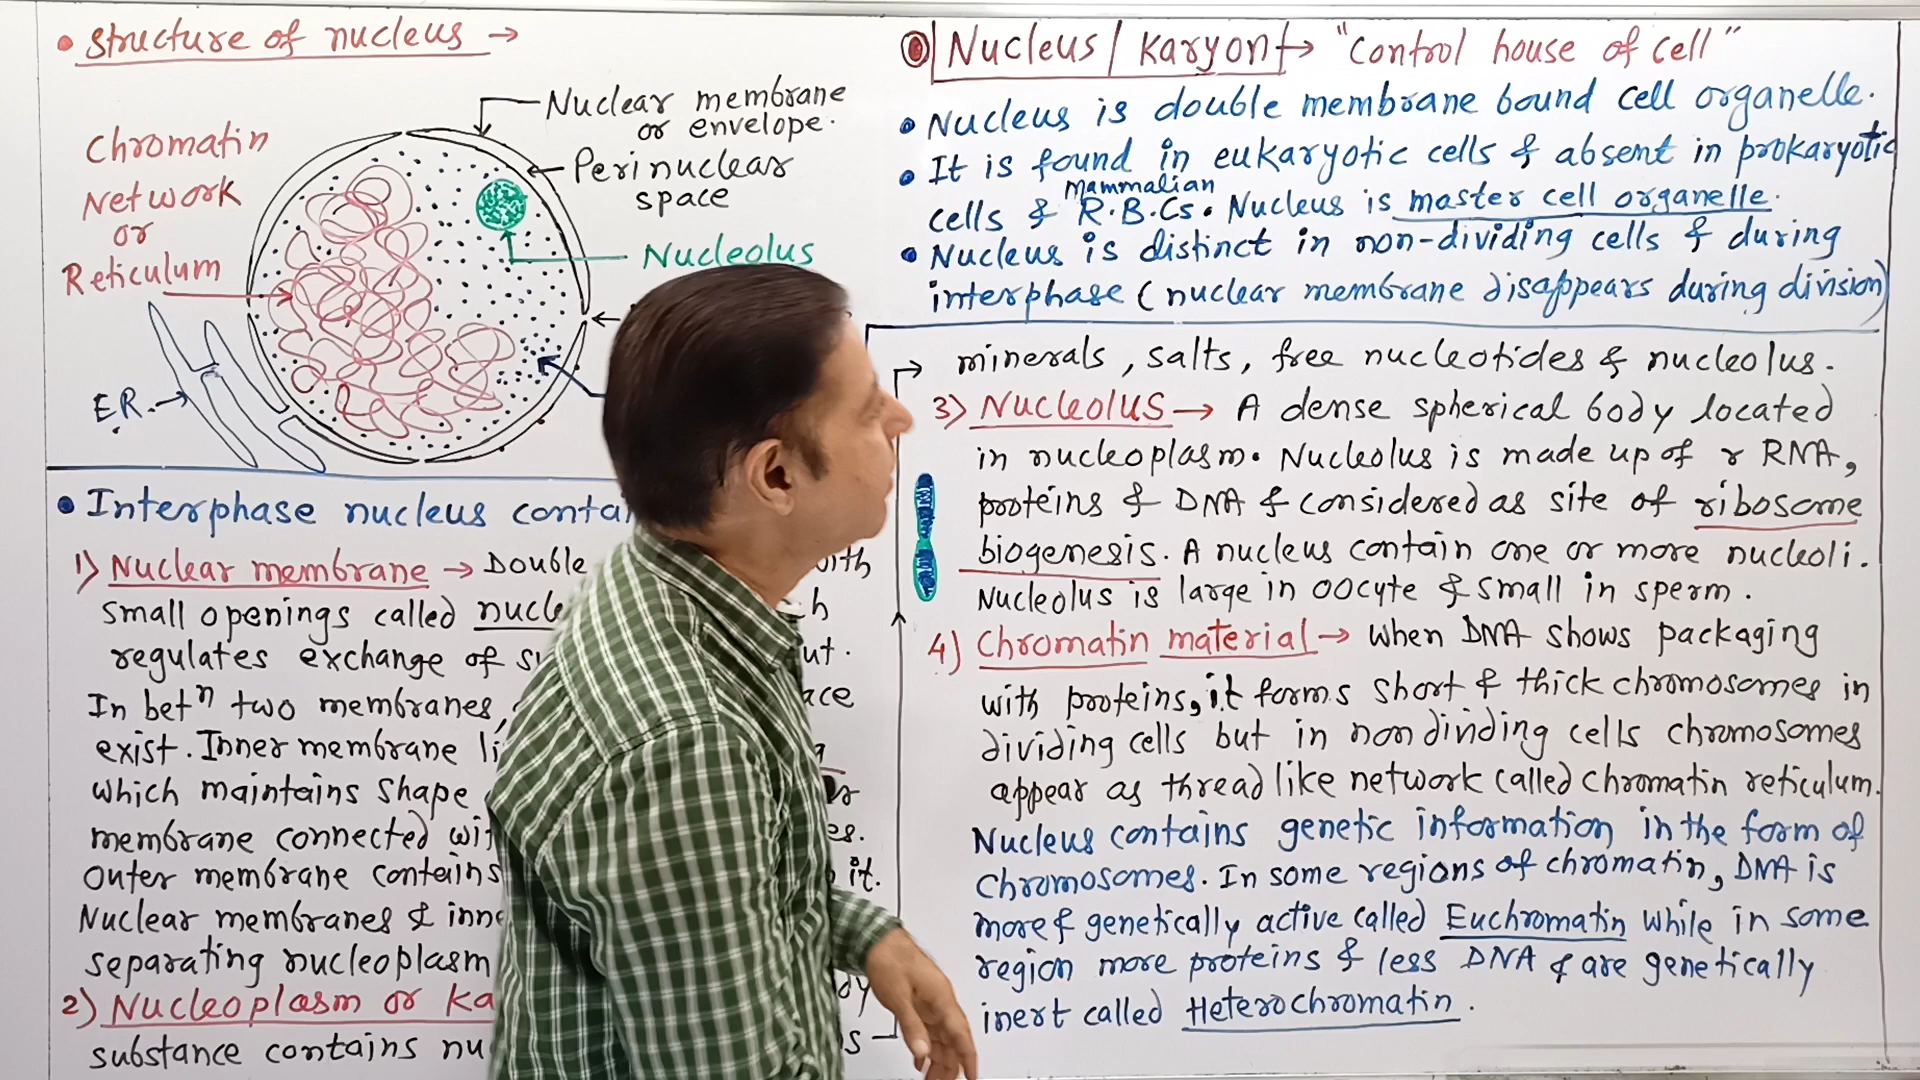 • Structure of nucleus →
Nuclear membrane
or envelope.
Perinuclear
space
Nucleolus
Chromatin
Network
or
Reticulum
E.R.
• Interphase nucleus
1) Nuclear membrane → Double
with
small openings called
regulates exchange of
In betⁿ two membranes,
exist. Inner membrane
which maintains shape
membrane connected
outer membrane contains
it.
Nuclear membranes &
separating nucleoplasm
2) Nucleoplasm or
substance contains
Nucleus / Karyon → "Control house of cell"
• Nucleus is double membrane bound cell organelle.
• It is found in eukaryotic cells & absent in prokaryotic
cells & Mammalian R.B.Cs. Nucleus is master cell organelle.
• Nucleus is distinct in non-dividing cells & during
interphase (nuclear membrane disappears during division)
→ minerals, salts, free nucleotides & nucleolus.
3) Nucleolus → A dense spherical body located
in nucleoplasm. Nucleolus is made up of r RNA,
proteins & DNA & considered as site of ribosome
biogenesis. A nucleus contain one or more nucleoli.
Nucleolus is large in oocyte & small in sperm.
4) Chromatin material → When DNA shows packaging
with proteins, it forms short & thick chromosomes in
dividing cells but in non dividing cells chromosomes
appear as thread like network called chromatin reticulum.
Nucleus contains genetic information in the form of
chromosomes. In some regions of chromatin, DNA is
more & genetically active called Euchromatin while in some
region more proteins & less DNA & are genetically
inert called Heterochromatin.